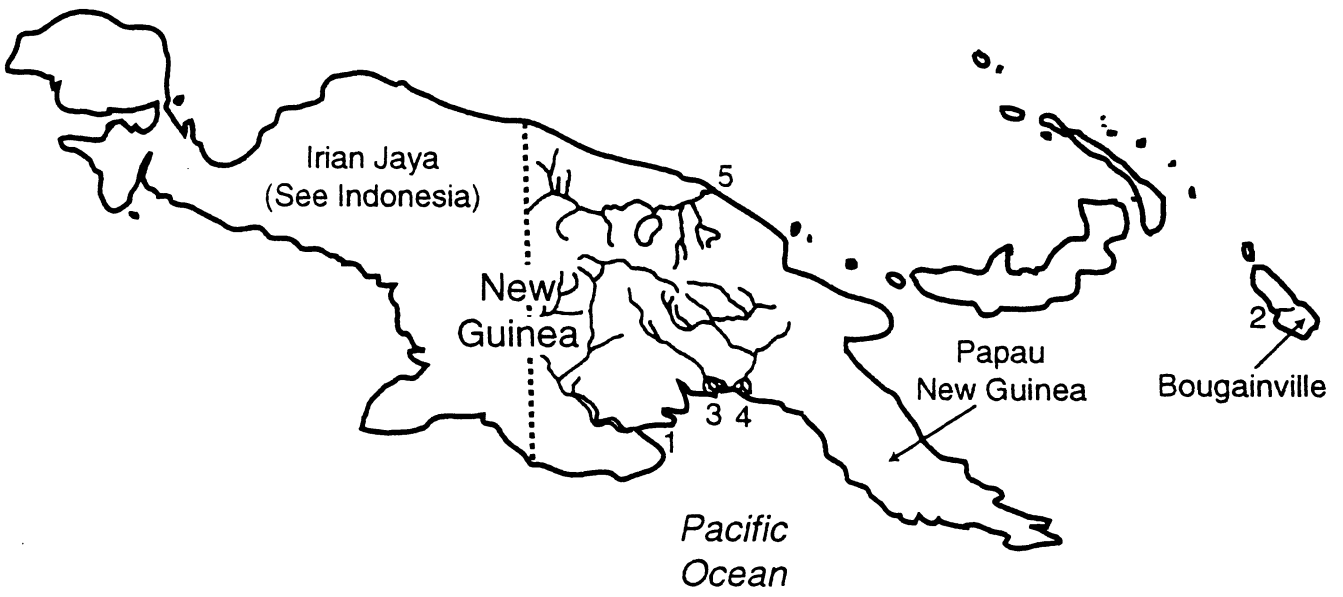 Irian Jaya
(See Indonesia)
5
New
Guinea
2
Papau
New Guinea
Bougainville
3
4
1
Pacific
Ocean